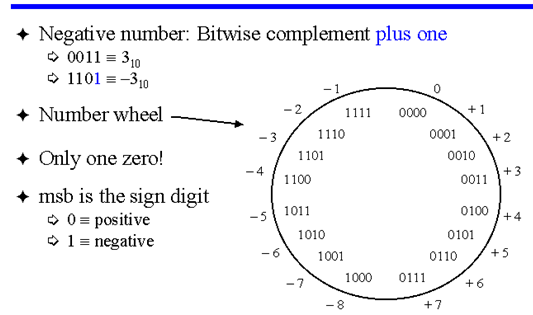 Negative number: Bitwise complement plus one
0011 ≡ 3₁₀
1101 ≡ −3₁₀
Number wheel
Only one zero!
msb is the sign digit
0 ≡ positive
1 ≡ negative
− 1 0
− 2 1111 0000 + 1
− 3 1110 0001 + 2
− 4 1101 0010 + 3
1100 0011
− 5 1011 0100 + 4
− 6 1010 0101 + 5
− 7 1001 0110 + 6
− 8 1000 0111 + 7